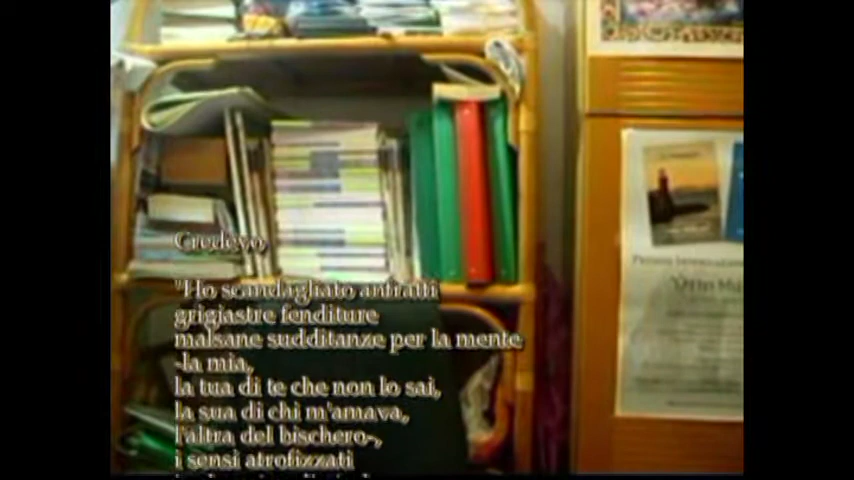 Credevo
"Ho scandagliato anfratti
grigiastre fenditure
malsane sudditanze per la mente
-la mia,
la tua di te che non lo sai,
la sua di chi m'amava,
l'altra del bischero-,
i sensi atrofizzati